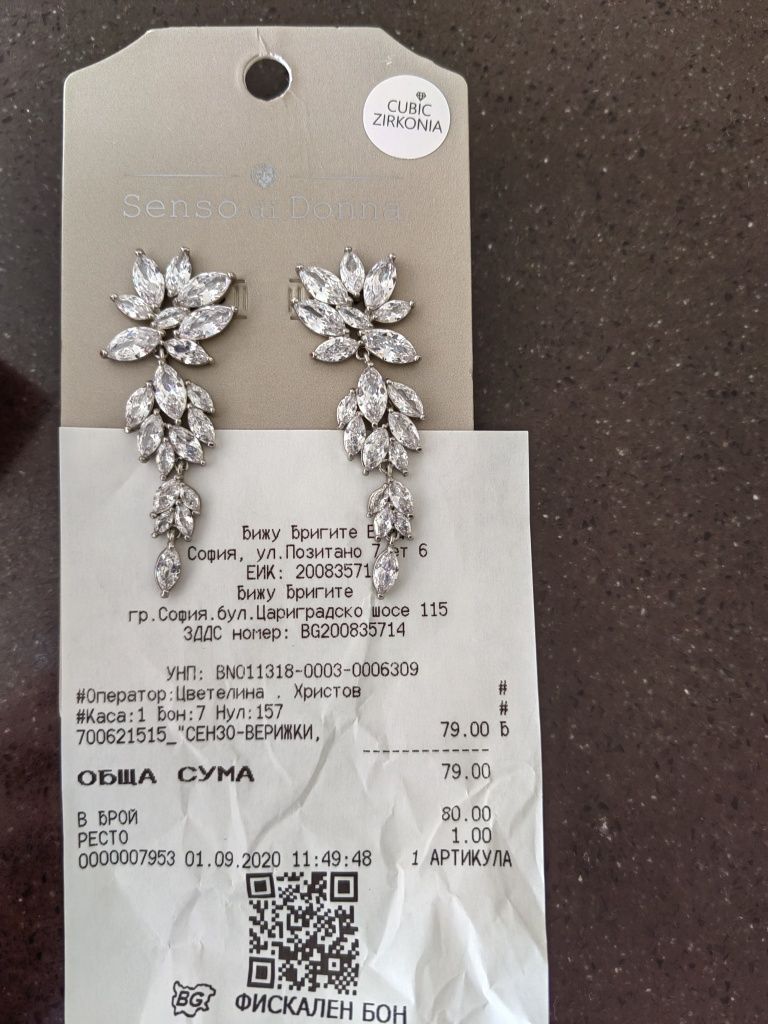 CUBIC
ZIRKONIA
Senso di Donna
Бижу Бригите
София, ул.Позитано 7 ет 6
ЕИК: 20083571
Бижу Бригите
гр.София.бул.Цариградско шосе 115
ЗДДС номер: BG200835714
УНП: BN011318-0003-0006309
#Оператор:Цветелина . Христов #
#Каса:1 Бон:7 Нул:157 #
700621515_"СЕНЗО-ВЕРИЖКИ, 79.00 Б
ОБЩА СУМА 79.00
В БРОЙ 80.00
РЕСТО 1.00
0000007953 01.09.2020 11:49:48 1 АРТИКУЛА
BG ФИСКАЛЕН БОН